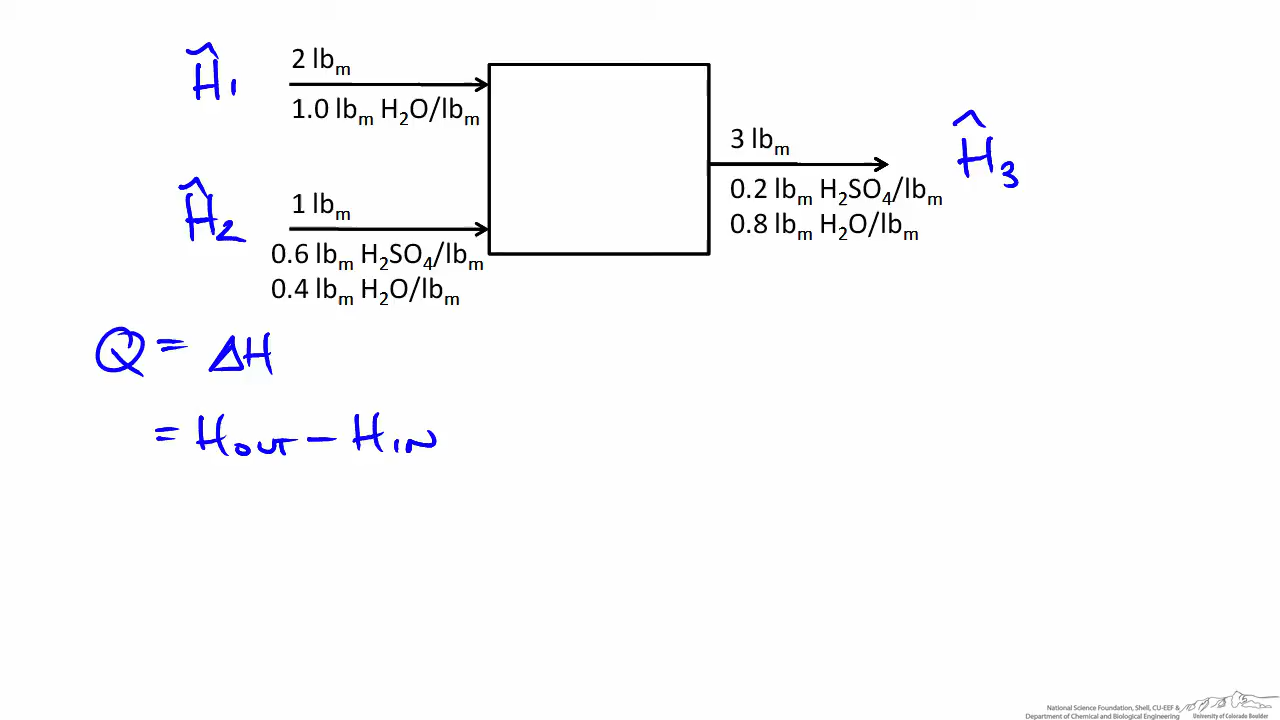 Ĥ₁
2 lbₘ
1.0 lbₘ H₂O/lbₘ
Ĥ₂
1 lbₘ
0.6 lbₘ H₂SO₄/lbₘ
0.4 lbₘ H₂O/lbₘ
3 lbₘ
0.2 lbₘ H₂SO₄/lbₘ
0.8 lbₘ H₂O/lbₘ
Ĥ₃
Q = ΔH
= H_OUT − H_IN
National Science Foundation, Shell, CU-EEF &
Department of Chemical and Biological Engineering
University of Colorado Boulder